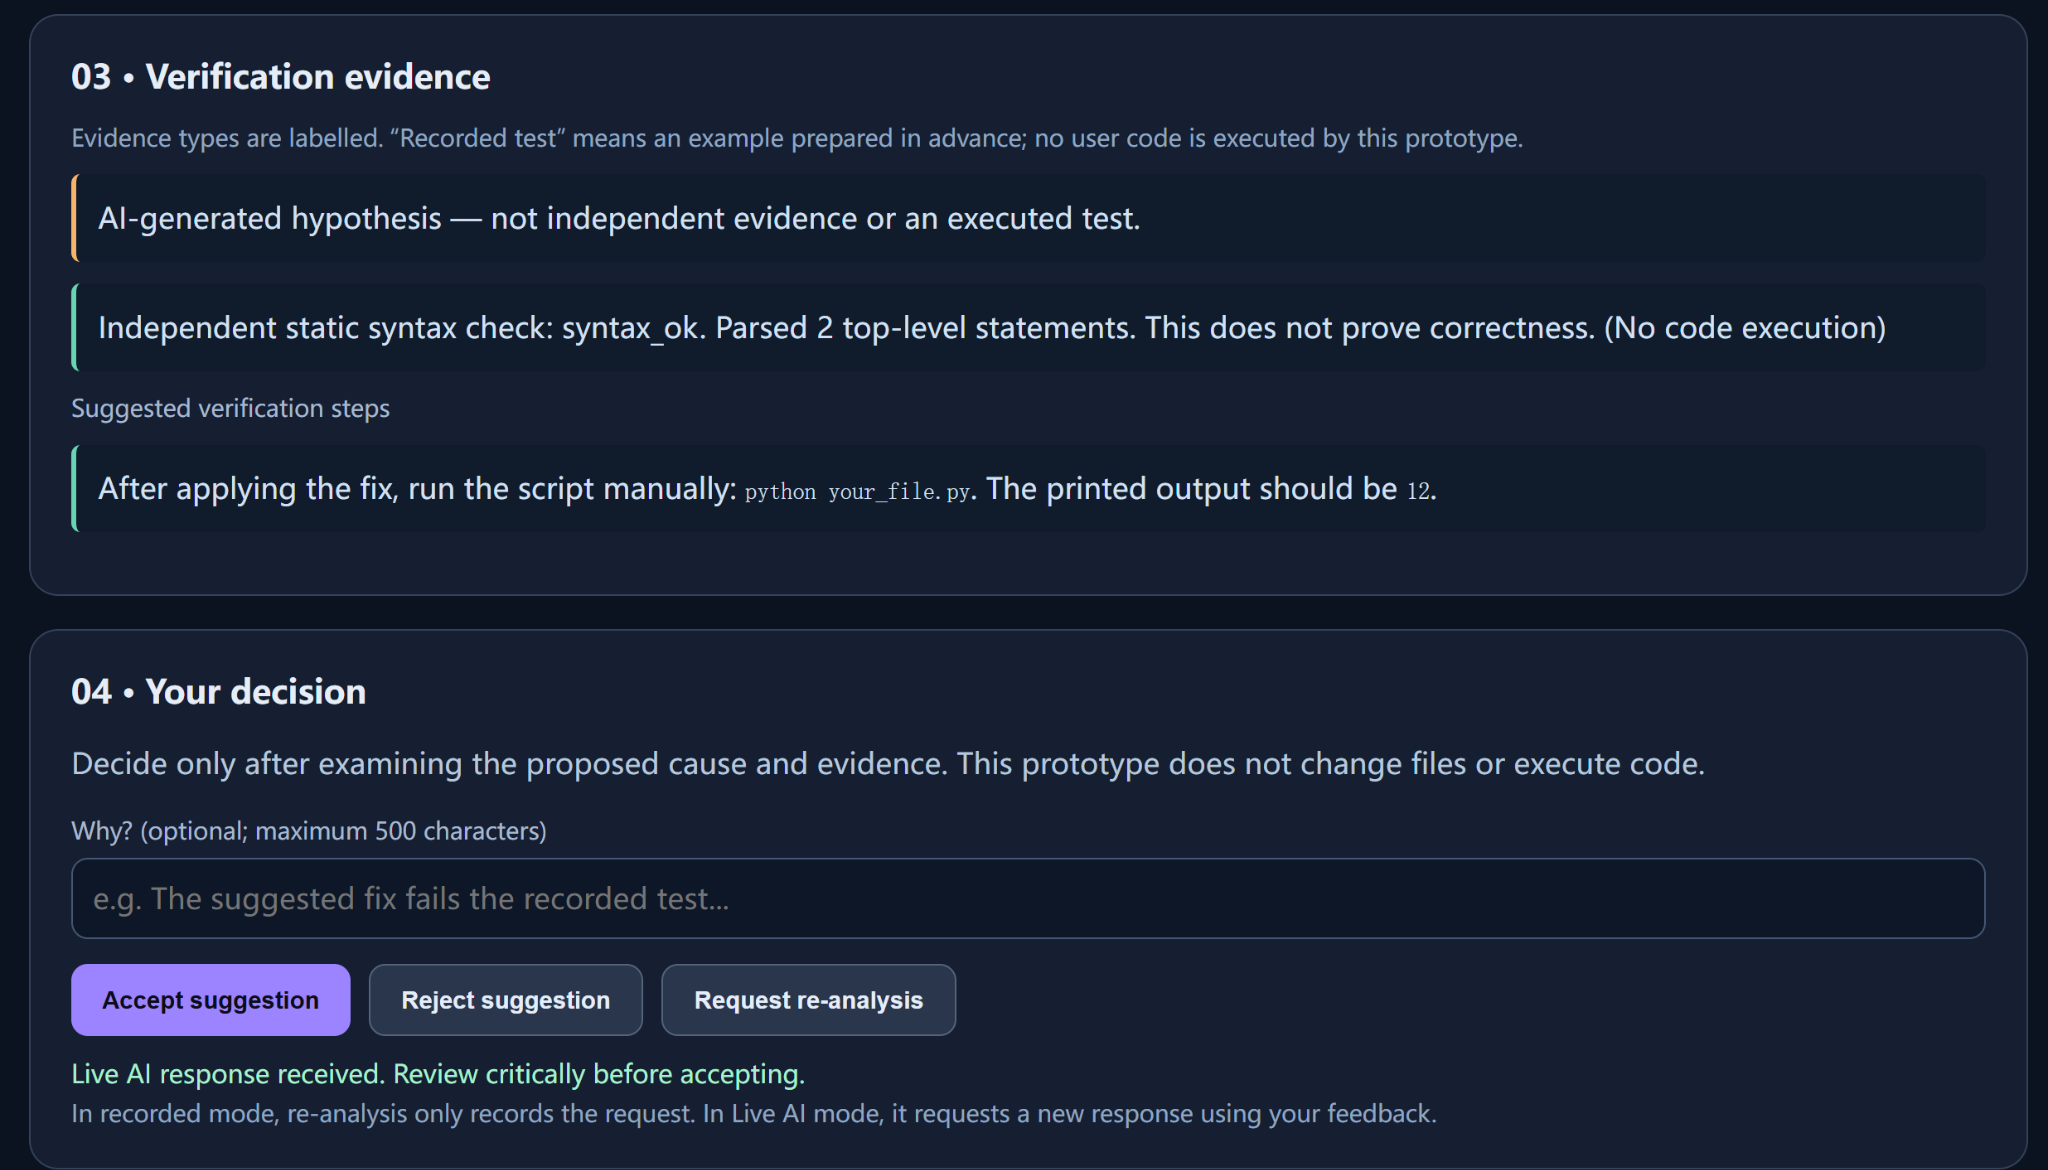 03 • Verification evidence
Evidence types are labelled. “Recorded test” means an example prepared in advance; no user code is executed by this prototype.
AI-generated hypothesis — not independent evidence or an executed test.
Independent static syntax check: syntax_ok. Parsed 2 top-level statements. This does not prove correctness. (No code execution)
Suggested verification steps
After applying the fix, run the script manually: python your_file.py. The printed output should be 12.
04 • Your decision
Decide only after examining the proposed cause and evidence. This prototype does not change files or execute code.
Why? (optional; maximum 500 characters)
e.g. The suggested fix fails the recorded test...
Accept suggestion Reject suggestion Request re-analysis
Live AI response received. Review critically before accepting.
In recorded mode, re-analysis only records the request. In Live AI mode, it requests a new response using your feedback.